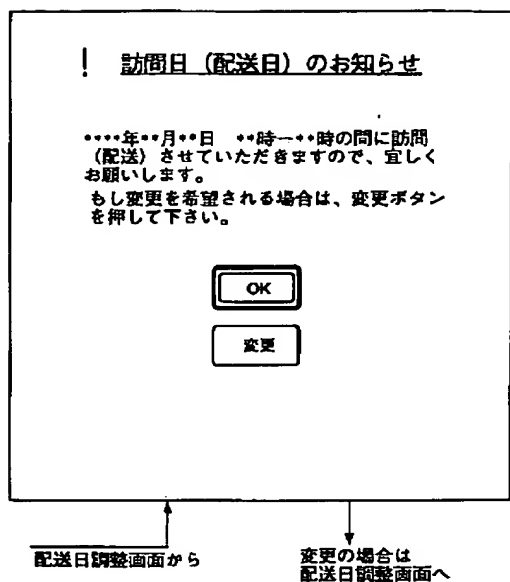 ! 訪問日（配送日）のお知らせ
****年**月**日 **時ー**時の間に訪問
（配送）させていただきますので、宜しく
お願いします。
もし変更を希望される場合は、変更ボタン
を押して下さい。
OK
変更
配送日調整画面から
変更の場合は
配送日調整画面へ